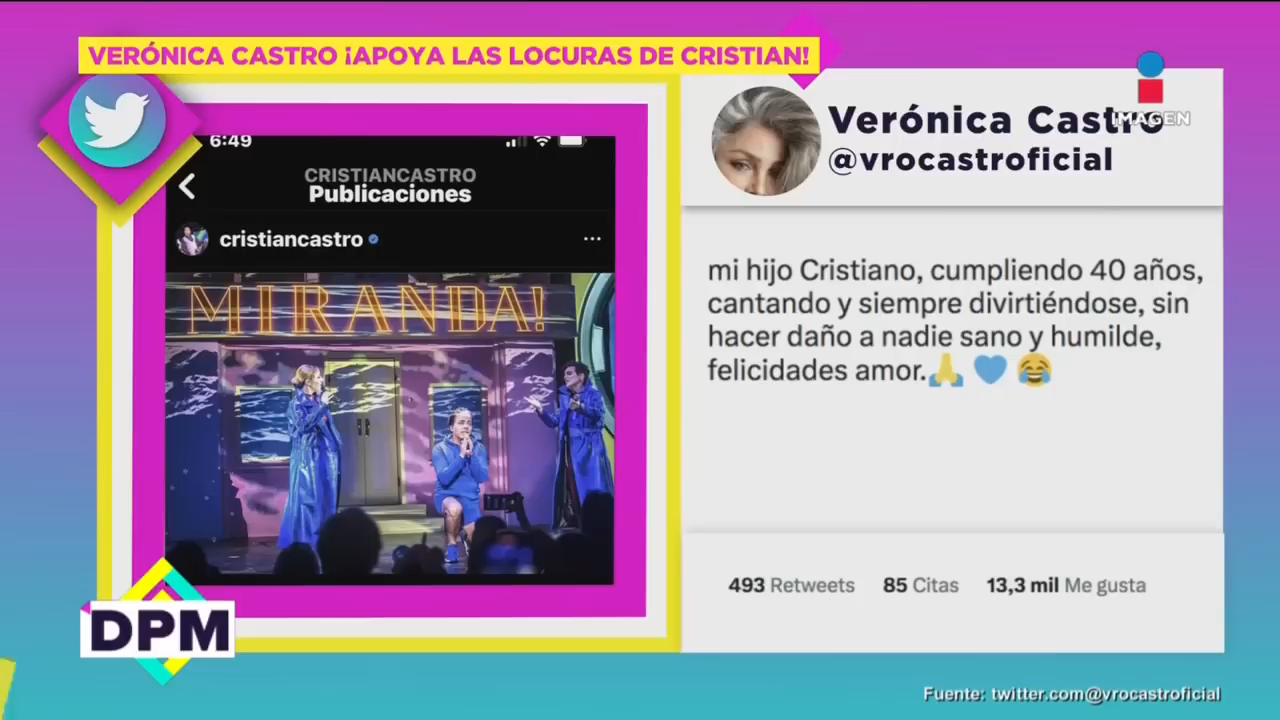 VERÓNICA CASTRO ¡APOYA LAS LOCURAS DE CRISTIAN!
IMAGEN
6:49
CRISTIANCASTRO
Publicaciones
cristiancastro
MIRANDA!
Verónica Castro
@vrocastroficial
mi hijo Cristiano, cumpliendo 40 años,
cantando y siempre divirtiéndose, sin
hacer daño a nadie sano y humilde,
felicidades amor.🙏 💙 😂
493 Retweets 85 Citas 13,3 mil Me gusta
DPM
Fuente: twitter.com@vrocastroficial